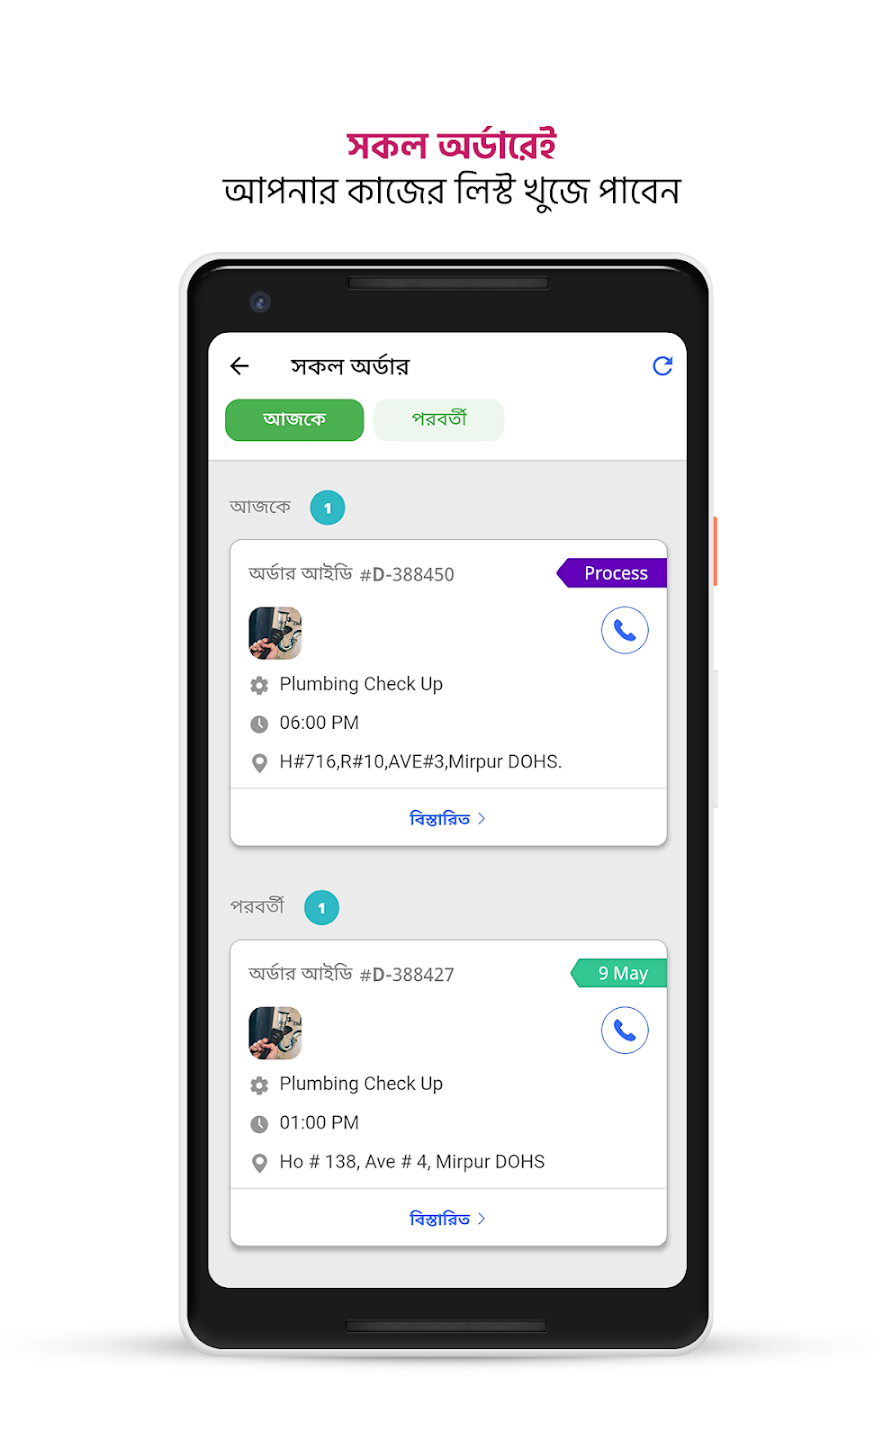 সকল অর্ডারেই
আপনার কাজের লিস্ট খুজে পাবেন
সকল অর্ডার
আজকে পরবর্তী
আজকে 1
অর্ডার আইডি #D-388450 Process
Plumbing Check Up
06:00 PM
H#716,R#10,AVE#3,Mirpur DOHS.
বিস্তারিত
পরবর্তী 1
অর্ডার আইডি #D-388427 9 May
Plumbing Check Up
01:00 PM
Ho # 138, Ave # 4, Mirpur DOHS
বিস্তারিত